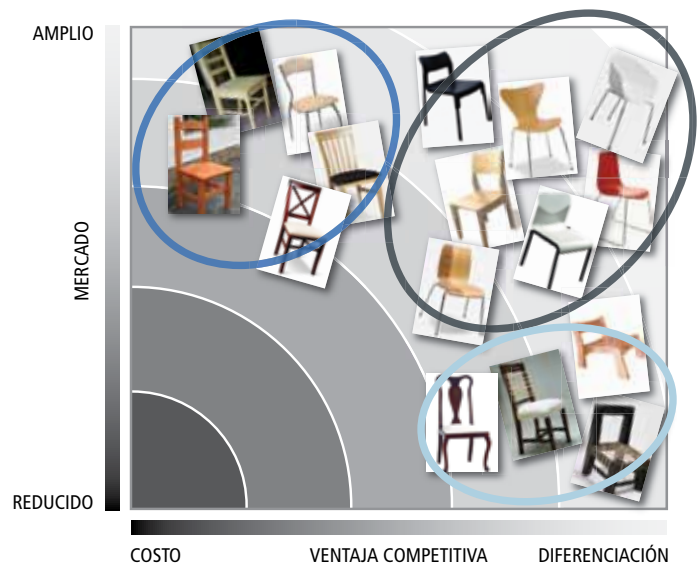 AMPLIO
MERCADO
REDUCIDO
COSTO
VENTAJA COMPETITIVA
DIFERENCIACIÓN